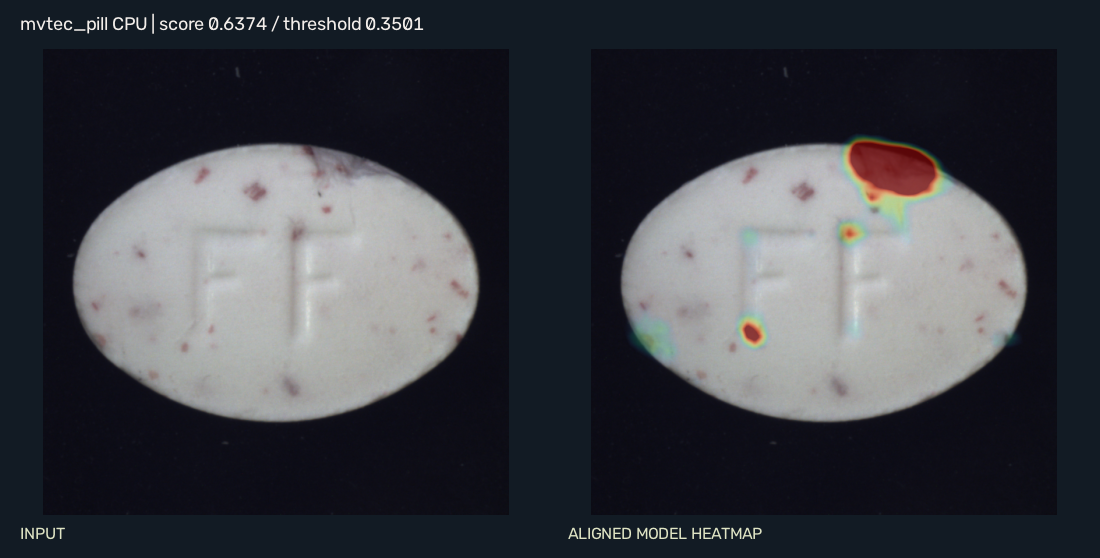 mvtec_pill CPU | score 0.6374 / threshold 0.3501
FF
FF
INPUT
ALIGNED MODEL HEATMAP